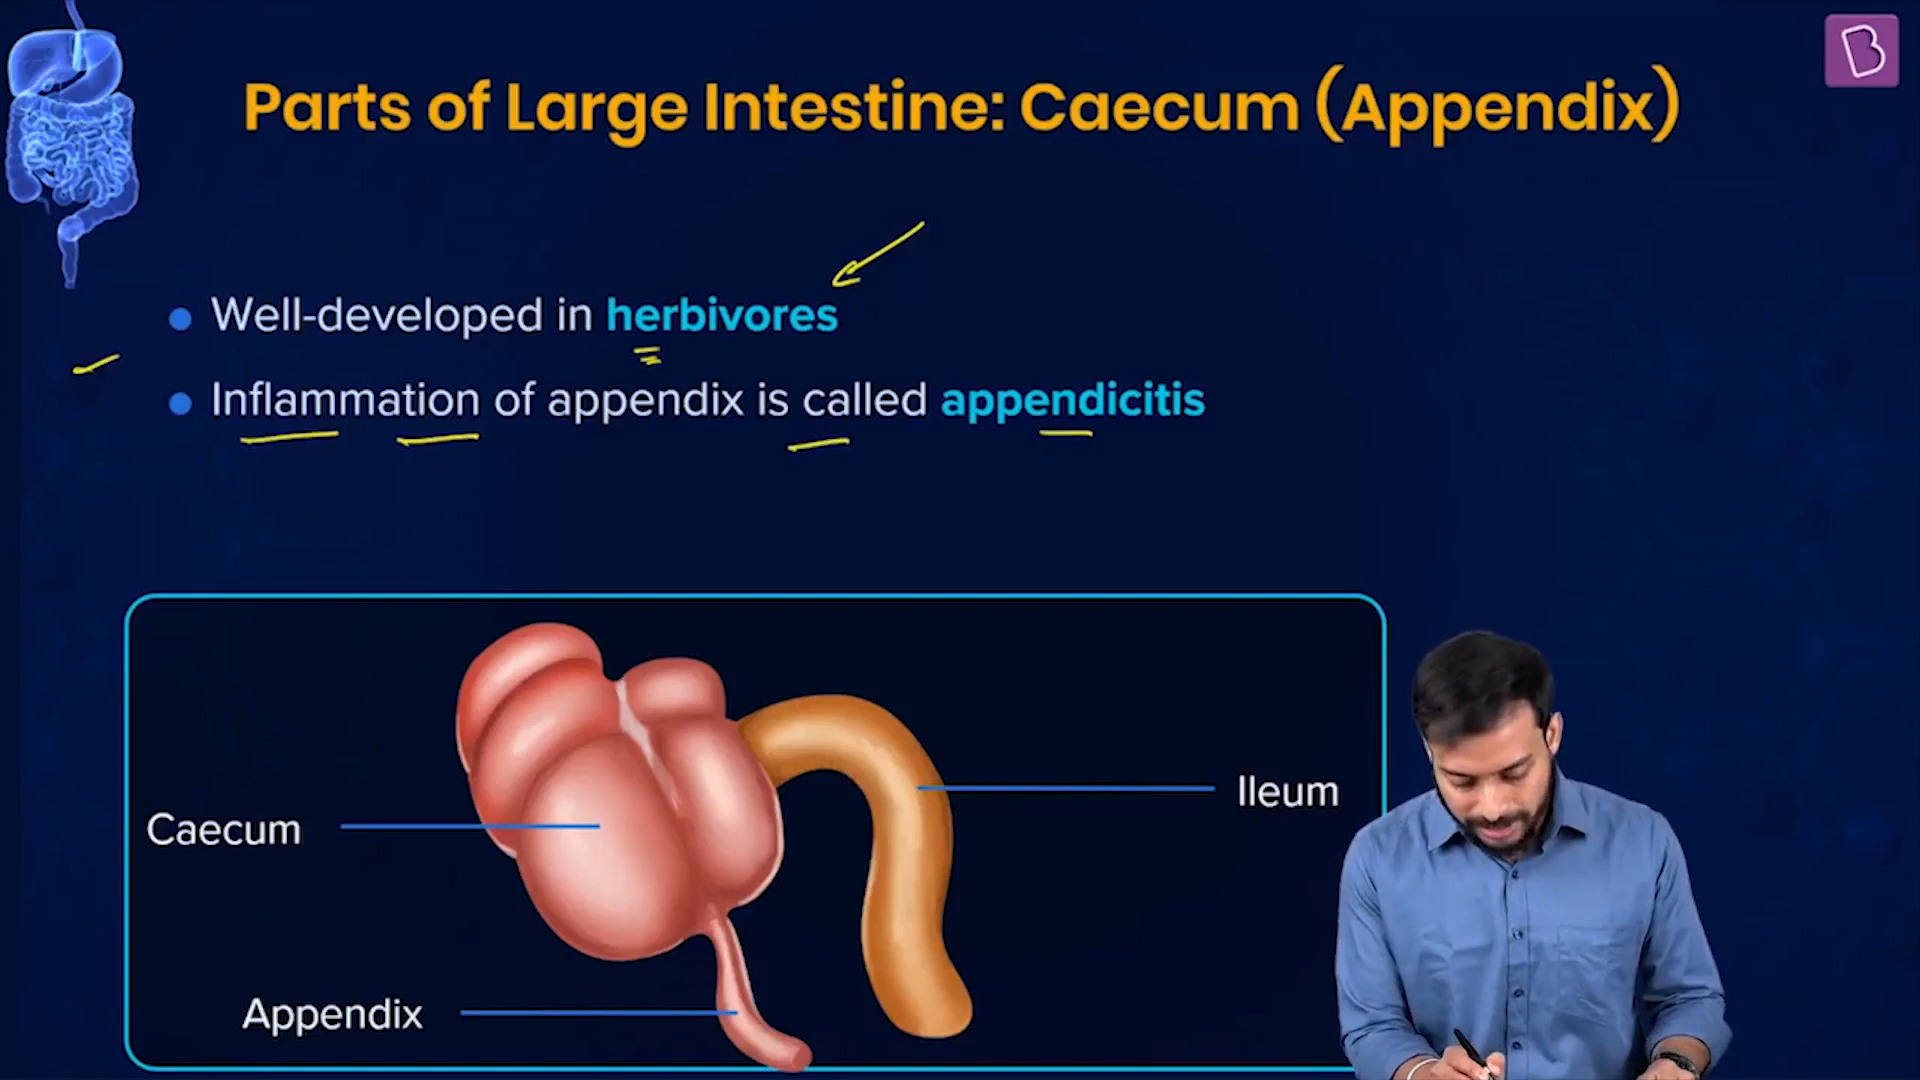 Parts of Large Intestine: Caecum (Appendix)
Well-developed in herbivores
Inflammation of appendix is called appendicitis
Caecum
Ileum
Appendix